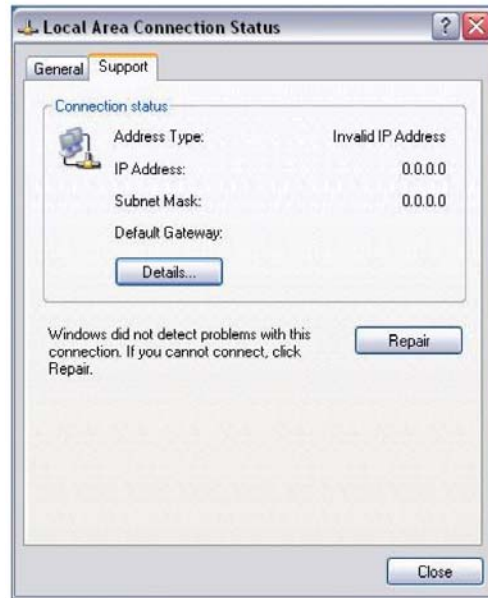 Local Area Connection Status
General
Support
Connection status
Address Type: Invalid IP Address
IP Address: 0.0.0.0
Subnet Mask: 0.0.0.0
Default Gateway:
Details...
Windows did not detect problems with this
connection. If you cannot connect, click
Repair.
Repair
Close